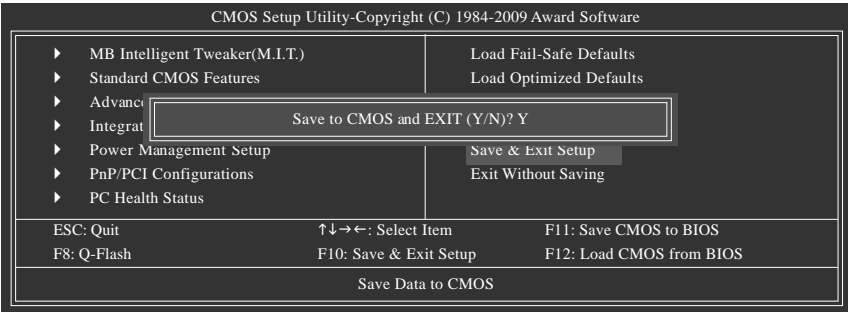 CMOS Setup Utility-Copyright (C) 1984-2009 Award Software
MB Intelligent Tweaker(M.I.T.)
Standard CMOS Features
Load Fail-Safe Defaults
Load Optimized Defaults
Save to CMOS and EXIT (Y/N)? Y
Power Management Setup
PnP/PCI Configurations
PC Health Status
Save & Exit Setup
Exit Without Saving
ESC: Quit ↑↓→←: Select Item F11: Save CMOS to BIOS
F8: Q-Flash F10: Save & Exit Setup F12: Load CMOS from BIOS
Save Data to CMOS